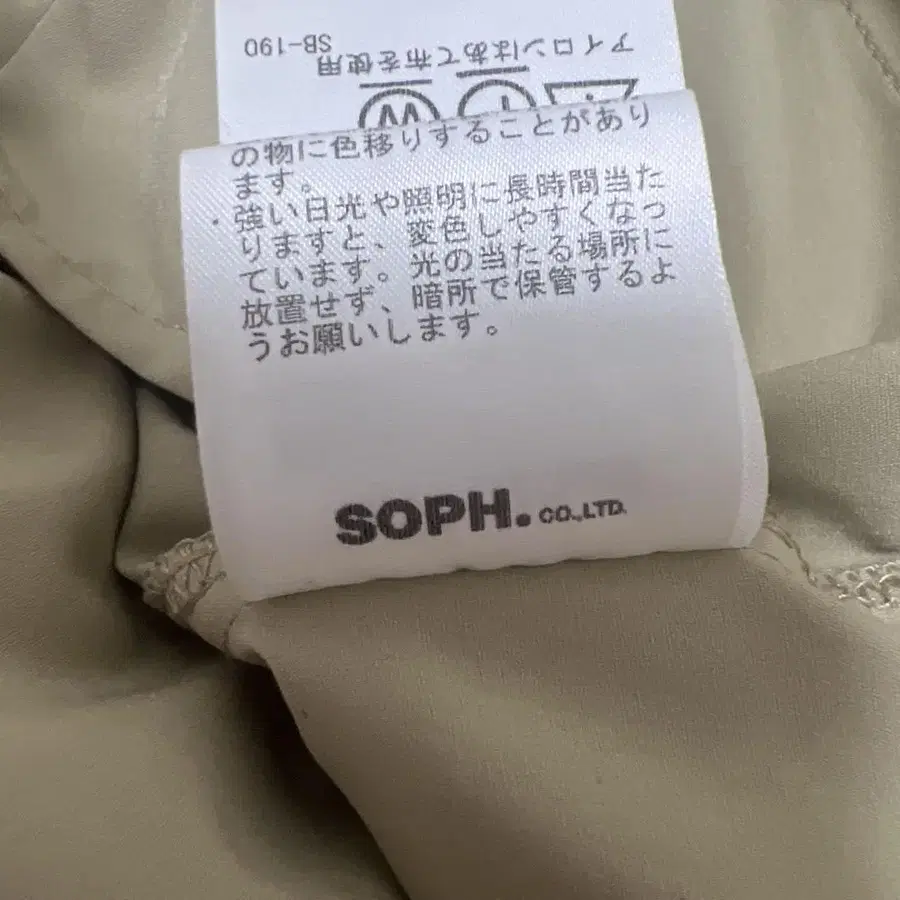 SB-190
アイロンはあて布を使用
W
の物に色移りすることがあり
ます。
・強い日光や照明に長時間当た
りますと、変色しやすくなっ
ています。光の当たる場所に
放置せず、暗所で保管するよ
うお願いします。
SOPH. CO.,LTD.